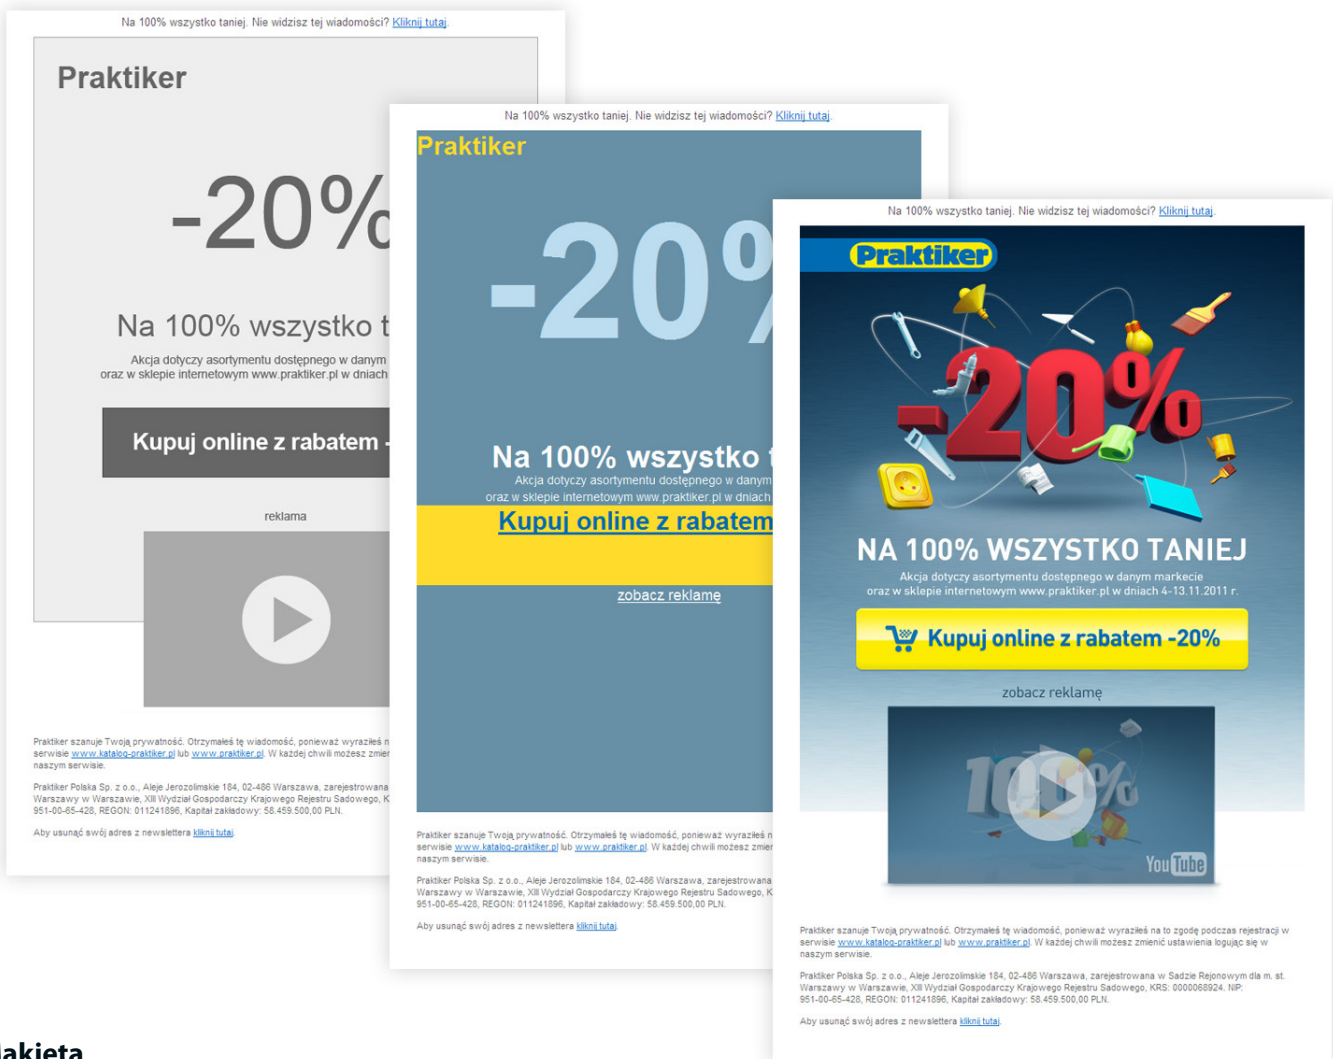 Na 100% wszystko taniej. Nie widzisz tej wiadomości? Kliknij tutaj.
Praktiker
-20%
Na 100% wszystko t
Akcja dotyczy asortymentu dostępnego w danym
oraz w sklepie internetowym www.praktiker.pl w dniach
Kupuj online z rabatem -
reklama
Praktiker szanuje Twoją prywatność. Otrzymałeś tę wiadomość, ponieważ wyraziłeś n
serwisie www.katalog-praktiker.pl lub www.praktiker.pl. W każdej chwili możesz zmier
naszym serwisie.
Praktiker Polska Sp. z o.o., Aleje Jerozolimskie 184, 02-486 Warszawa, zarejestrowana
Warszawy w Warszawie, XIII Wydział Gospodarczy Krajowego Rejestru Sadowego, K
951-00-65-428, REGON: 011241896, Kapitał zakładowy: 58.459.500,00 PLN.
Aby usunąć swój adres z newslettera kliknij tutaj.
Na 100% wszystko taniej. Nie widzisz tej wiadomości? Kliknij tutaj.
Praktiker
-20%
Na 100% wszystko t
Akcja dotyczy asortymentu dostępnego w danym
oraz w sklepie internetowym www.praktiker.pl w dniach
Kupuj online z rabatem
zobacz reklamę
Praktiker szanuje Twoją prywatność. Otrzymałeś tę wiadomość, ponieważ wyraziłeś n
serwisie www.katalog-praktiker.pl lub www.praktiker.pl. W każdej chwili możesz zmier
naszym serwisie.
Praktiker Polska Sp. z o.o., Aleje Jerozolimskie 184, 02-486 Warszawa, zarejestrowana
Warszawy w Warszawie, XIII Wydział Gospodarczy Krajowego Rejestru Sadowego, K
951-00-65-428, REGON: 011241896, Kapitał zakładowy: 58.459.500,00 PLN.
Aby usunąć swój adres z newslettera kliknij tutaj.
Na 100% wszystko taniej. Nie widzisz tej wiadomości? Kliknij tutaj.
Praktiker
-20%
NA 100% WSZYSTKO TANIEJ
Akcja dotyczy asortymentu dostępnego w danym markecie
oraz w sklepie internetowym www.praktiker.pl w dniach 4-13.11.2011 r.
Kupuj online z rabatem -20%
zobacz reklamę
100%
YouTube
Praktiker szanuje Twoją prywatność. Otrzymałeś tę wiadomość, ponieważ wyraziłeś na to zgodę podczas rejestracji w
serwisie www.katalog-praktiker.pl lub www.praktiker.pl. W każdej chwili możesz zmienić ustawienia logując się w
naszym serwisie.
Praktiker Polska Sp. z o.o., Aleje Jerozolimskie 184, 02-486 Warszawa, zarejestrowana w Sadzie Rejonowym dla m. st.
Warszawy w Warszawie, XIII Wydział Gospodarczy Krajowego Rejestru Sadowego, KRS: 0000068924. NIP:
951-00-65-428, REGON: 011241896, Kapitał zakładowy: 58.459.500,00 PLN.
Aby usunąć swój adres z newslettera kliknij tutaj.